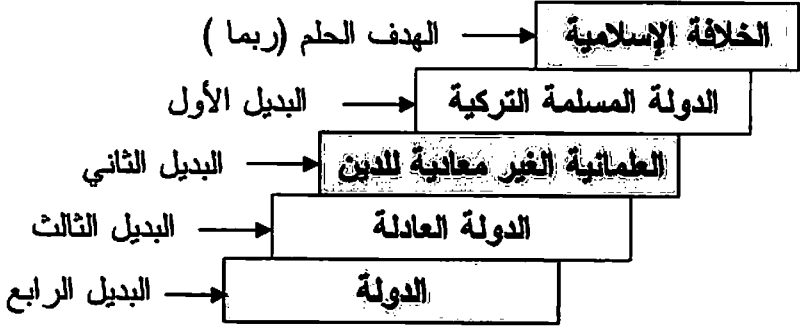 الخلافة الإسلامية الهدف الحلم (ربما )
الدولة المسلمة التركية البديل الأول
العلمانية الغير معادية للدين البديل الثاني
الدولة العادلة البديل الثالث
الدولة البديل الرابع